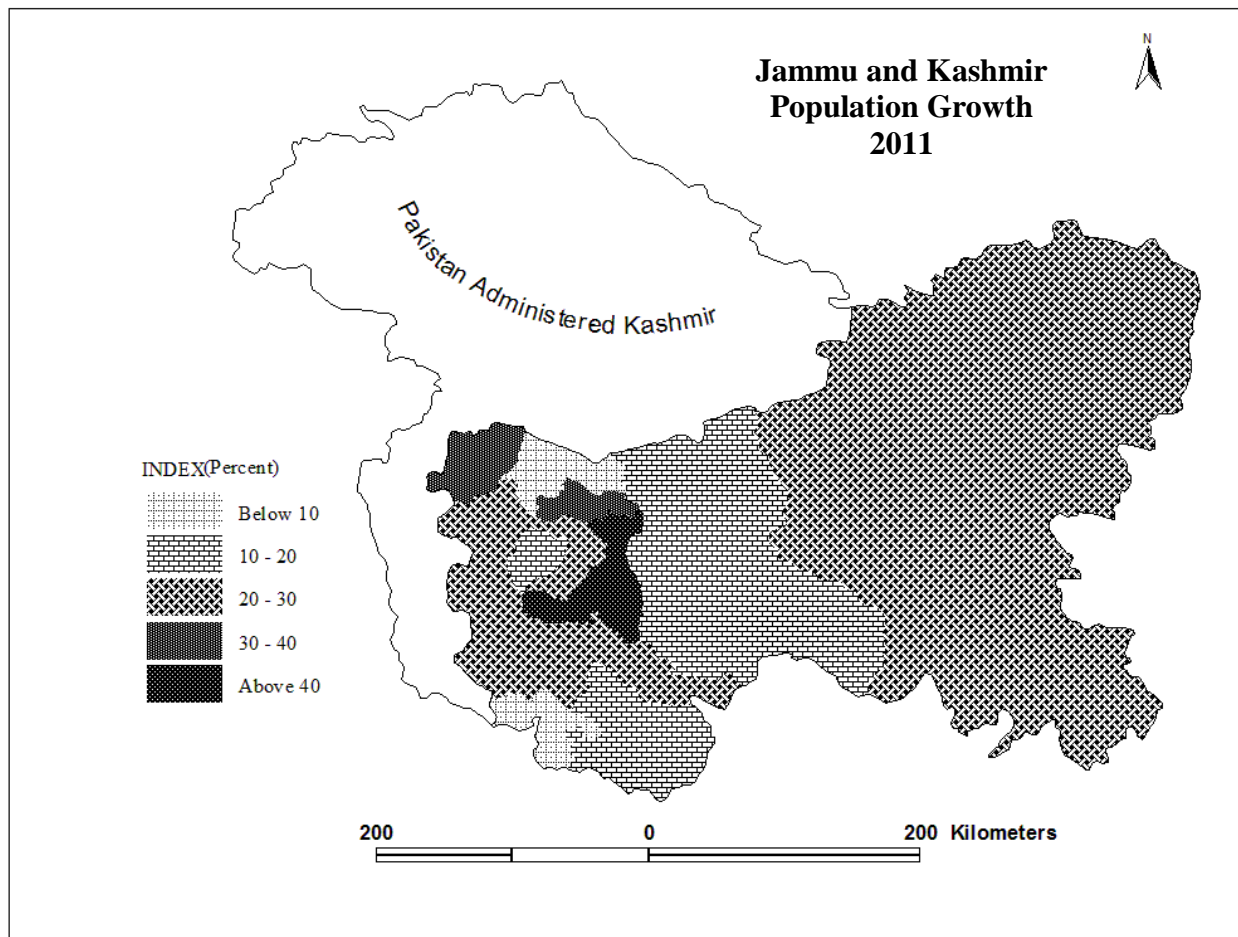 N
Jammu and Kashmir
Population Growth
2011
Pakistan Administered Kashmir
INDEX(Percent)
Below 10
10 - 20
20 - 30
30 - 40
Above 40
200 0 200 Kilometers